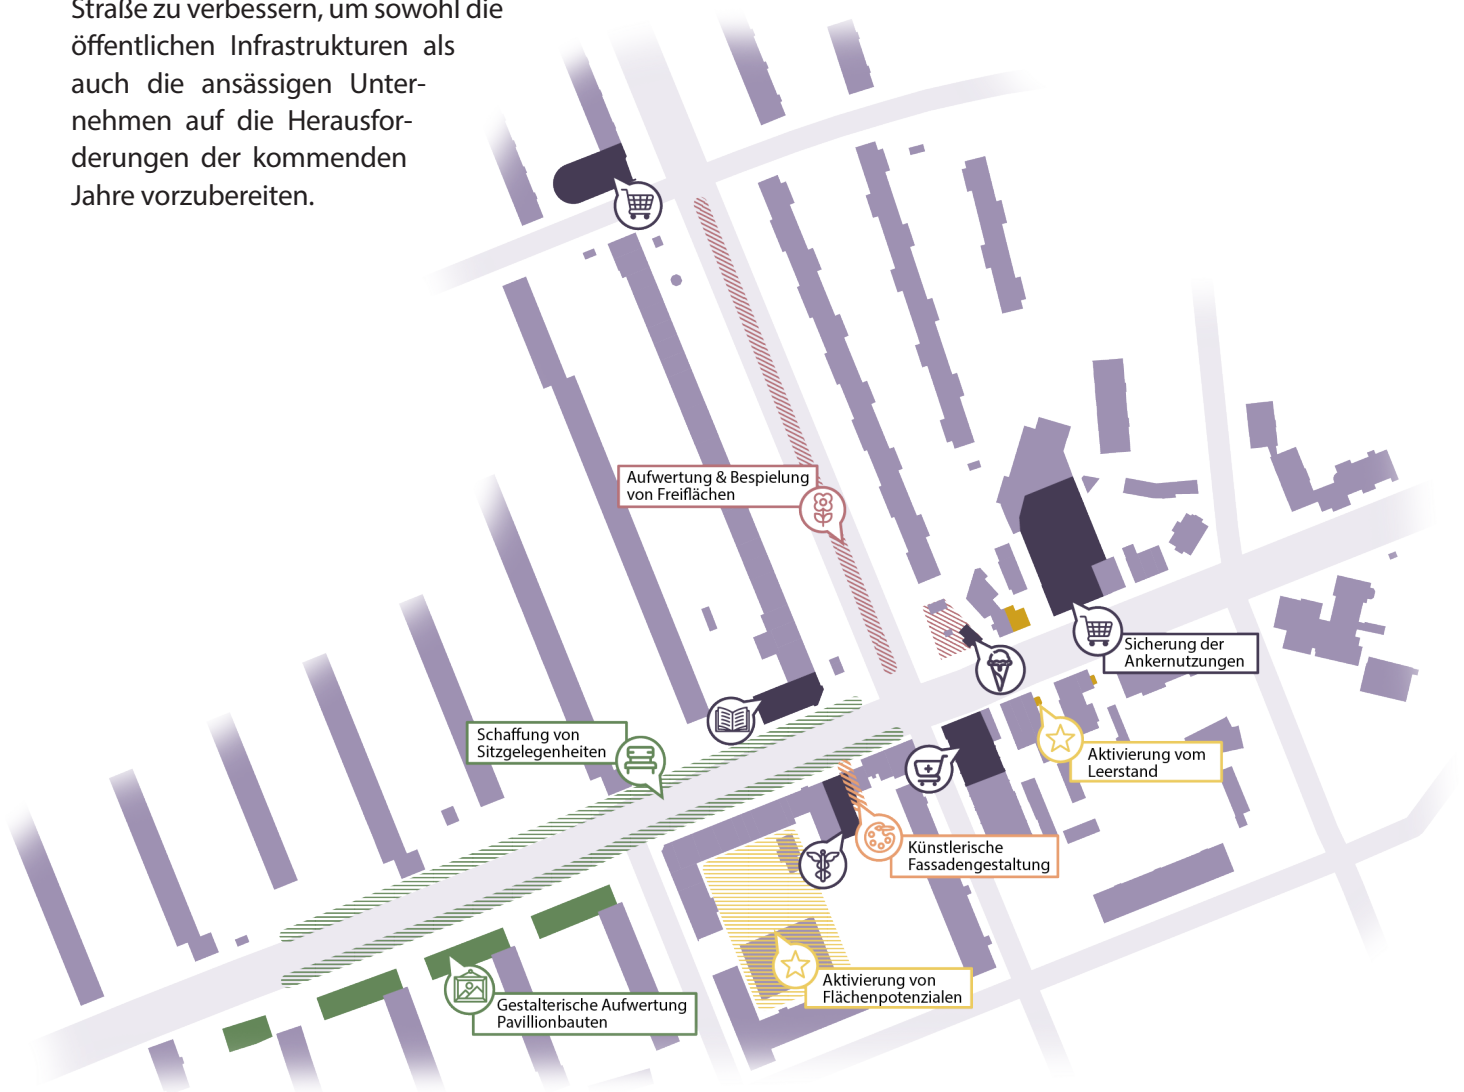 Straße zu verbessern, um sowohl die
öffentlichen Infrastrukturen als
auch die ansässigen Unter-
nehmen auf die Herausfor-
derungen der kommenden
Jahre vorzubereiten.
Aufwertung & Bespielung
von Freiflächen
Sicherung der
Ankernutzungen
Schaffung von
Sitzgelegenheiten
Aktivierung vom
Leerstand
Künstlerische
Fassadengestaltung
Aktivierung von
Flächenpotenzialen
Gestalterische Aufwertung
Pavillionbauten